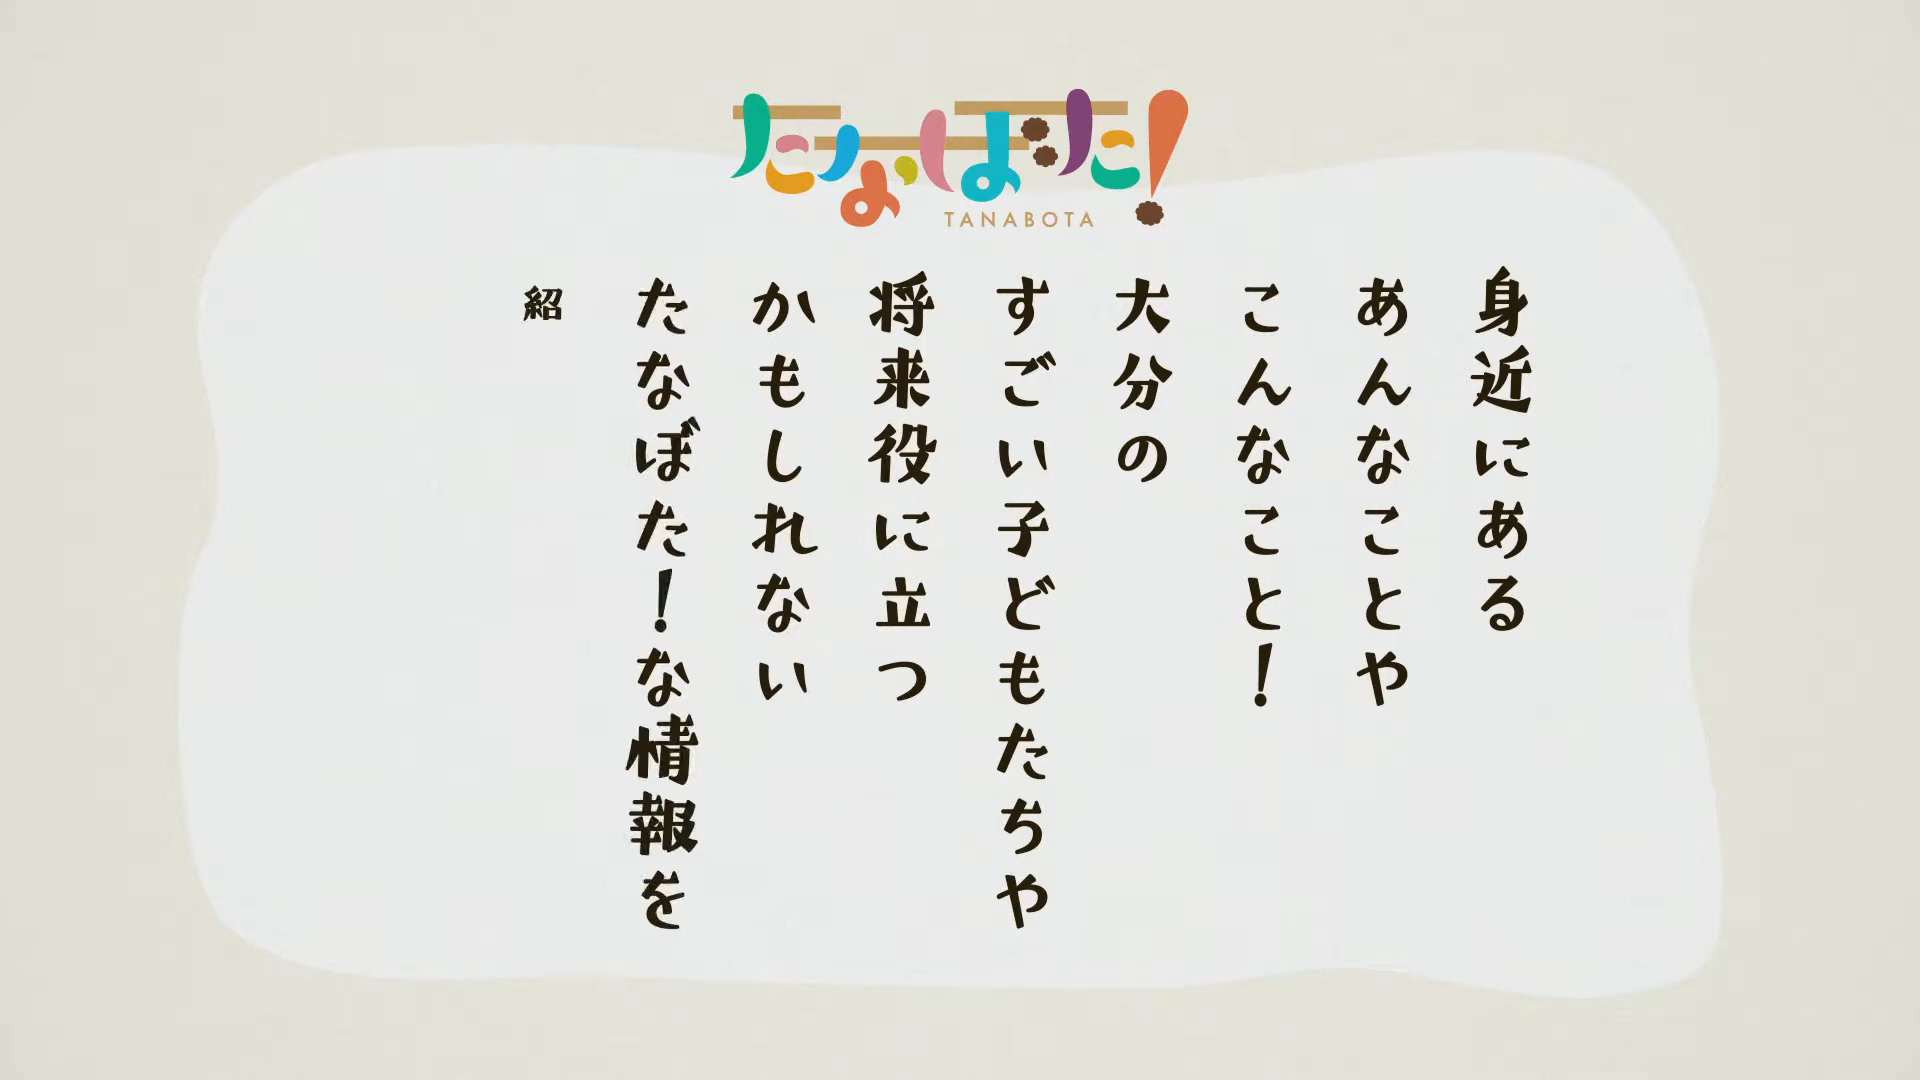 たなぼた!
TANABOTA
身近にある
あんなことや
こんなこと!
大分の
すごい子どもたちや
将来役に立つ
かもしれない
たなぼた!な情報を
紹